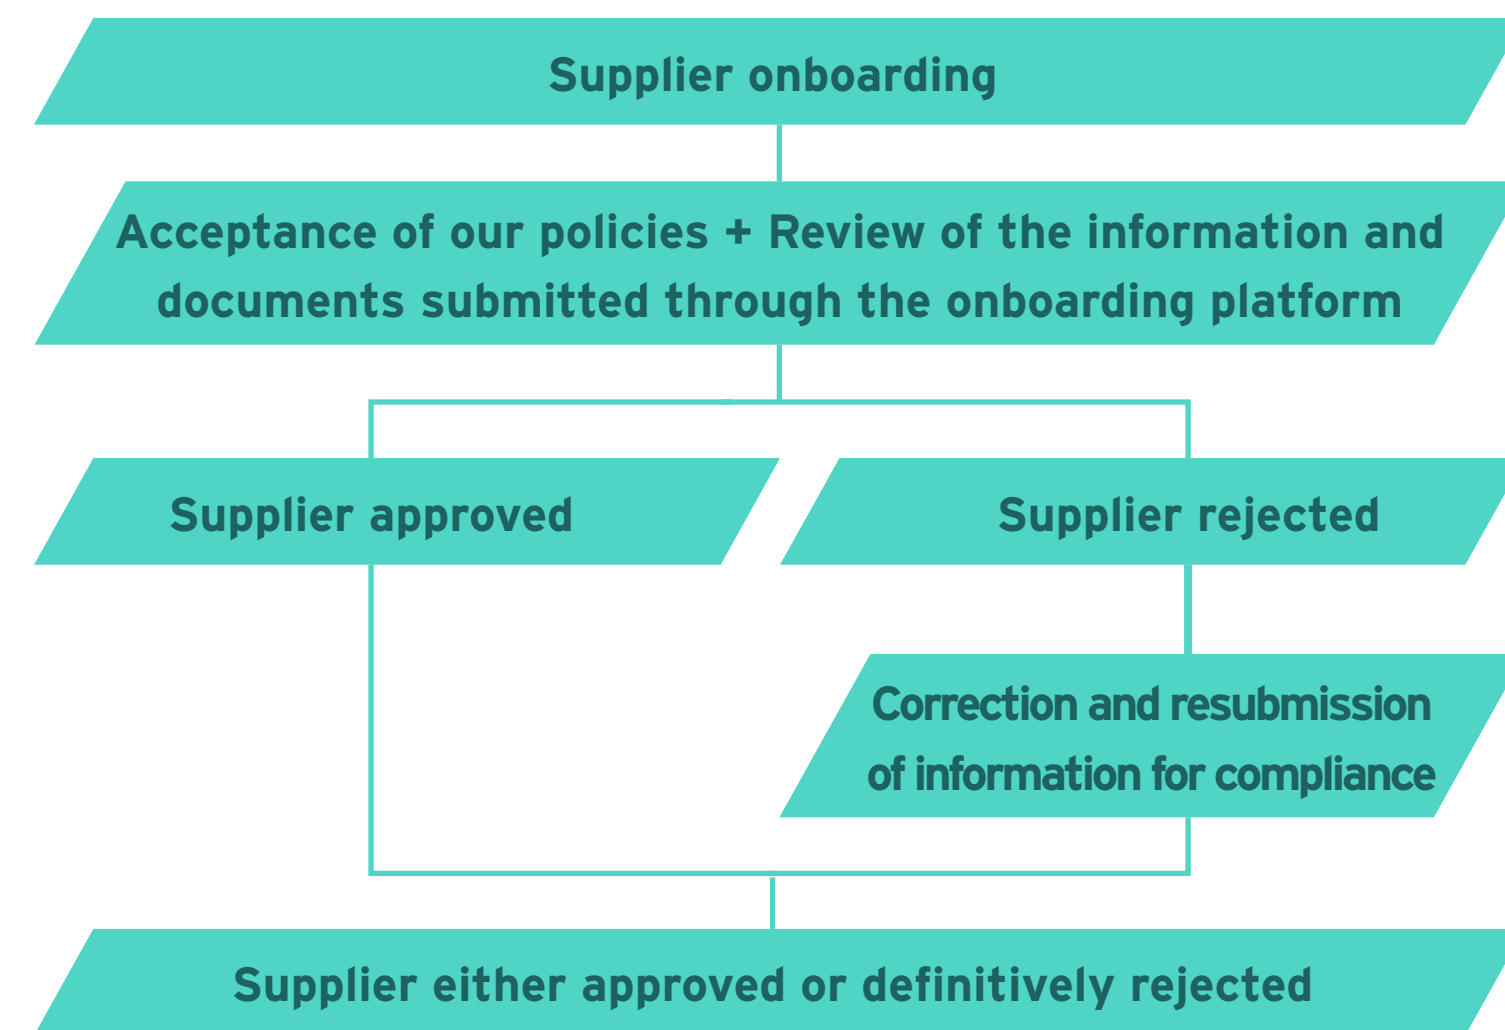 Supplier onboarding
Acceptance of our policies + Review of the information and
documents submitted through the onboarding platform
Supplier approved
Supplier rejected
Correction and resubmission
of information for compliance
Supplier either approved or definitively rejected